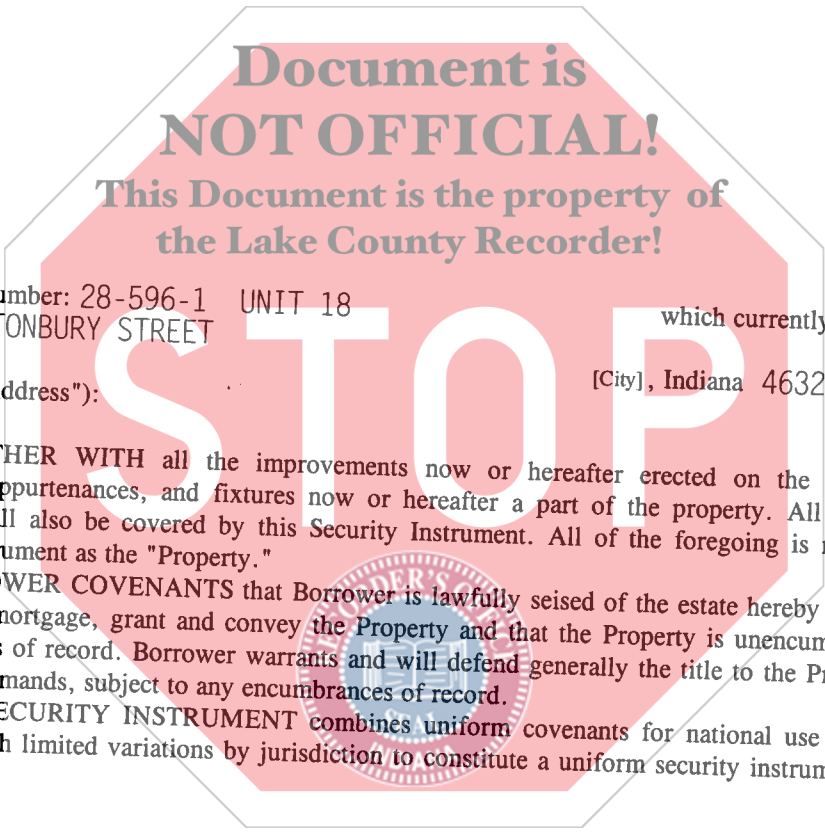 Document is
NOT OFFICIAL!
This Document is the property of
the Lake County Recorder!
umber: 28-596-1 UNIT 18
TONBURY STREET
which currently
ddress"):
[City], Indiana 4632
STOP
THER WITH all the improvements now or hereafter erected on the
ppurtenances, and fixtures now or hereafter a part of the property. All
ll also be covered by this Security Instrument. All of the foregoing is r
ument as the "Property."
OWER COVENANTS that Borrower is lawfully seised of the estate hereby
mortgage, grant and convey the Property and that the Property is unencum
s of record. Borrower warrants and will defend generally the title to the Pr
mands, subject to any encumbrances of record.
ECURITY INSTRUMENT combines uniform covenants for national use
h limited variations by jurisdiction to constitute a uniform security instrum
RECORDER'S OFFICE
SEAL
INDIANA